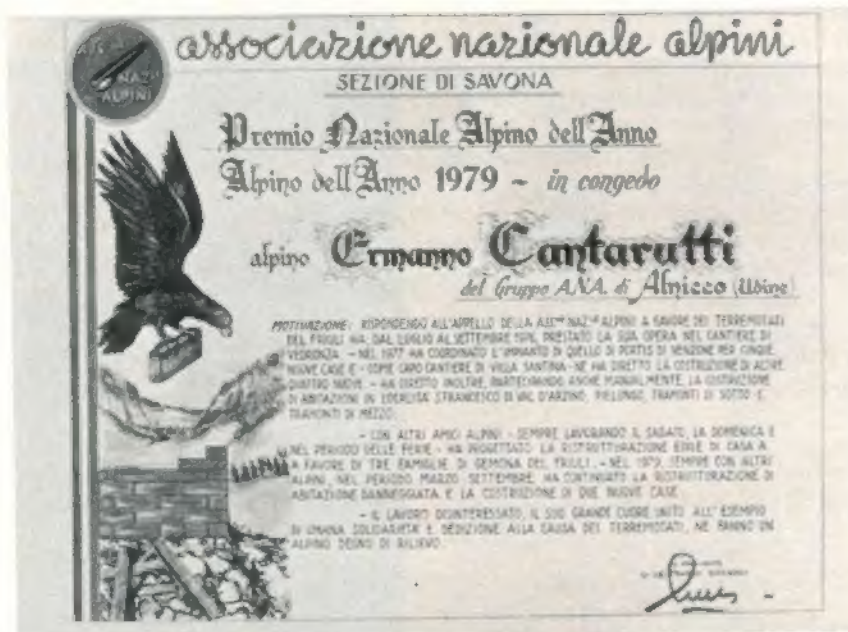 ASS.
NAZ.LE
ALPINI
associazione nazionale alpini
SEZIONE DI SAVONA
Premio Nazionale Alpino dell'Anno
Alpino dell'Anno 1979 - in congedo
alpino Ermanno Cantarutti
del Gruppo A.N.A. di Alnicco (Udine)
MOTIVAZIONE: RISPONDENDO ALL'APPELLO DELLA ASS.NE NAZ.LE ALPINI A FAVORE DEI TERREMOTATI
DEL FRIULI HA, DAL LUGLIO AL SETTEMBRE 1976, PRESTATO LA SUA OPERA NEL CANTIERE DI
VEDRONZA. - NEL 1977 HA COORDINATO L'IMPIANTO DI QUELLO DI PORTIS DI VENZONE PER CINQUE
NUOVE CASE E - COME CAPO CANTIERE DI VILLA SANTINA - NE HA DIRETTO LA COSTRUZIONE DI ALTRE
QUATTRO NUOVE. - HA DIRETTO INOLTRE, PARTECIPANDO ANCHE MANUALMENTE, LA COSTRUZIONE
DI ABITAZIONI IN LOCALITÀ S. FRANCESCO DI VAL D'ARZINO, PIELUNGO, TRAMONTI DI SOTTO E
TRAMONTI DI MEZZO.
- CON ALTRI AMICI ALPINI - SEMPRE LAVORANDO IL SABATO, LA DOMENICA E
NEL PERIODO DELLE FERIE - HA PROGETTATO LA RISTRUTTURAZIONE EDILE DI CASA A
A FAVORE DI TRE FAMIGLIE DI GEMONA DEL FRIULI. - NEL 1979, SEMPRE CON ALTRI
ALPINI, NEL PERIODO MARZO SETTEMBRE, HA CONTINUATO LA RISTRUTTURAZIONE DI
ABITAZIONE DANNEGGIATA E LA COSTRUZIONE DI DUE NUOVE CASE.
- IL LAVORO DISINTERESSATO, IL SUO GRANDE CUORE UNITO ALL'ESEMPIO
DI UMANA SOLIDARIETÀ E DEDIZIONE ALLA CAUSA DEI TERREMOTATI, NE FANNO UN
ALPINO DEGNO DI RILIEVO.